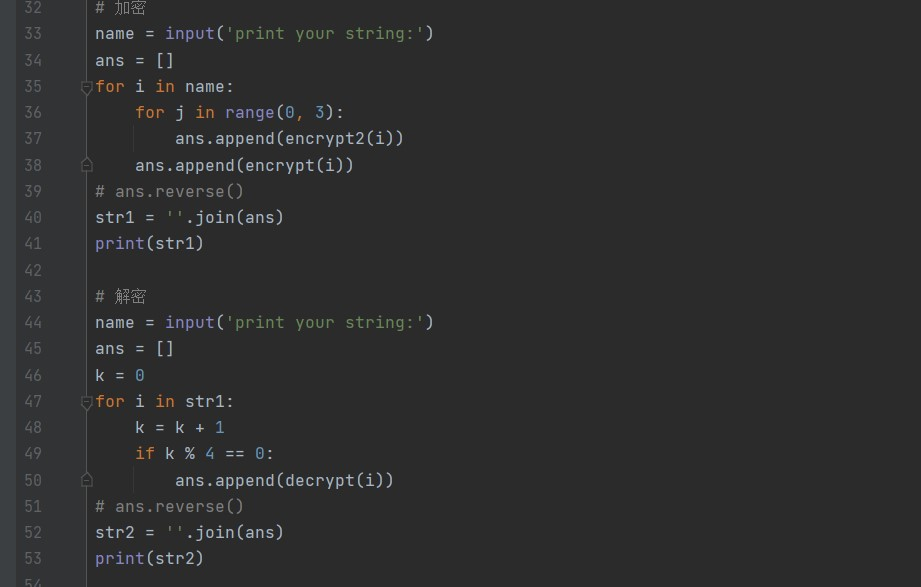 32 # 加密
33 name = input('print your string:')
34 ans = []
35 for i in name:
36 for j in range(0, 3):
37 ans.append(encrypt2(i))
38 ans.append(encrypt(i))
39 # ans.reverse()
40 str1 = ''.join(ans)
41 print(str1)
42
43 # 解密
44 name = input('print your string:')
45 ans = []
46 k = 0
47 for i in str1:
48 k = k + 1
49 if k % 4 == 0:
50 ans.append(decrypt(i))
51 # ans.reverse()
52 str2 = ''.join(ans)
53 print(str2)
54